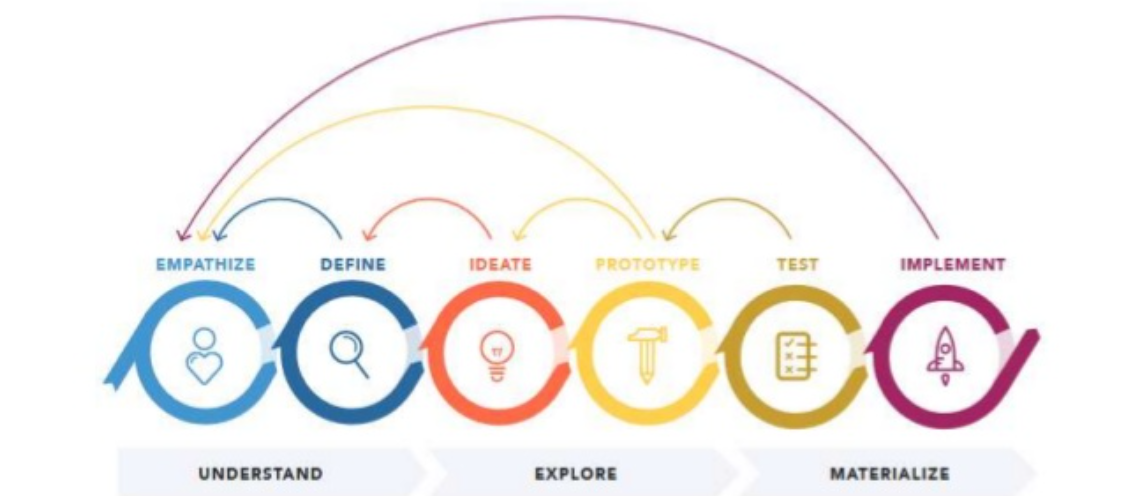 EMPATHIZE DEFINE IDEATE PROTOTYPE TEST IMPLEMENT
UNDERSTAND EXPLORE MATERIALIZE